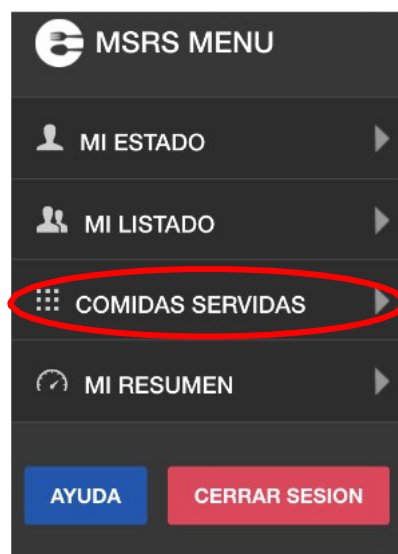 MSRS MENU
MI ESTADO
MI LISTADO
COMIDAS SERVIDAS
MI RESUMEN
AYUDA
CERRAR SESION